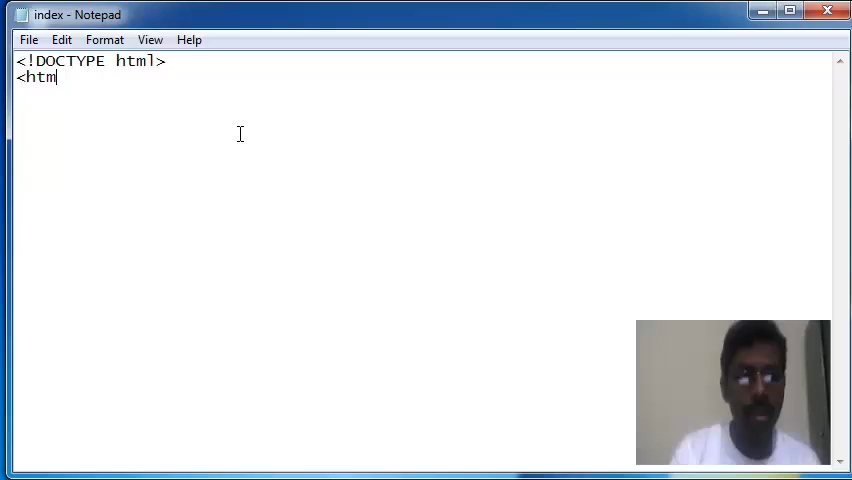 index - Notepad
File Edit Format View Help
<!DOCTYPE html>
<htm